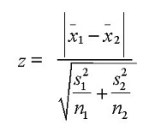 z = |x̄₁ − x̄₂| / √(s₁²/n₁ + s₂²/n₂)